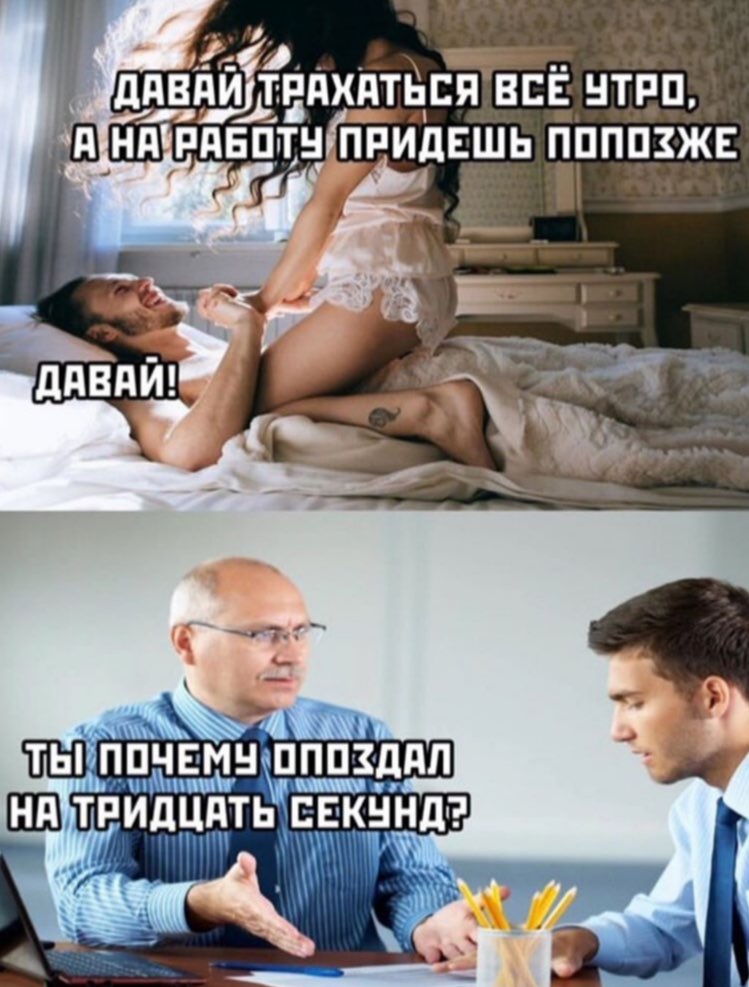 ДАВАЙ ТРАХАТЬСЯ ВСЁ УТРО,
А НА РАБОТУ ПРИДЕШЬ ПОПОЗЖЕ
ДАВАЙ!
ТЫ ПОЧЕМУ ОПОЗДАЛ
НА ТРИДЦАТЬ СЕКУНД?